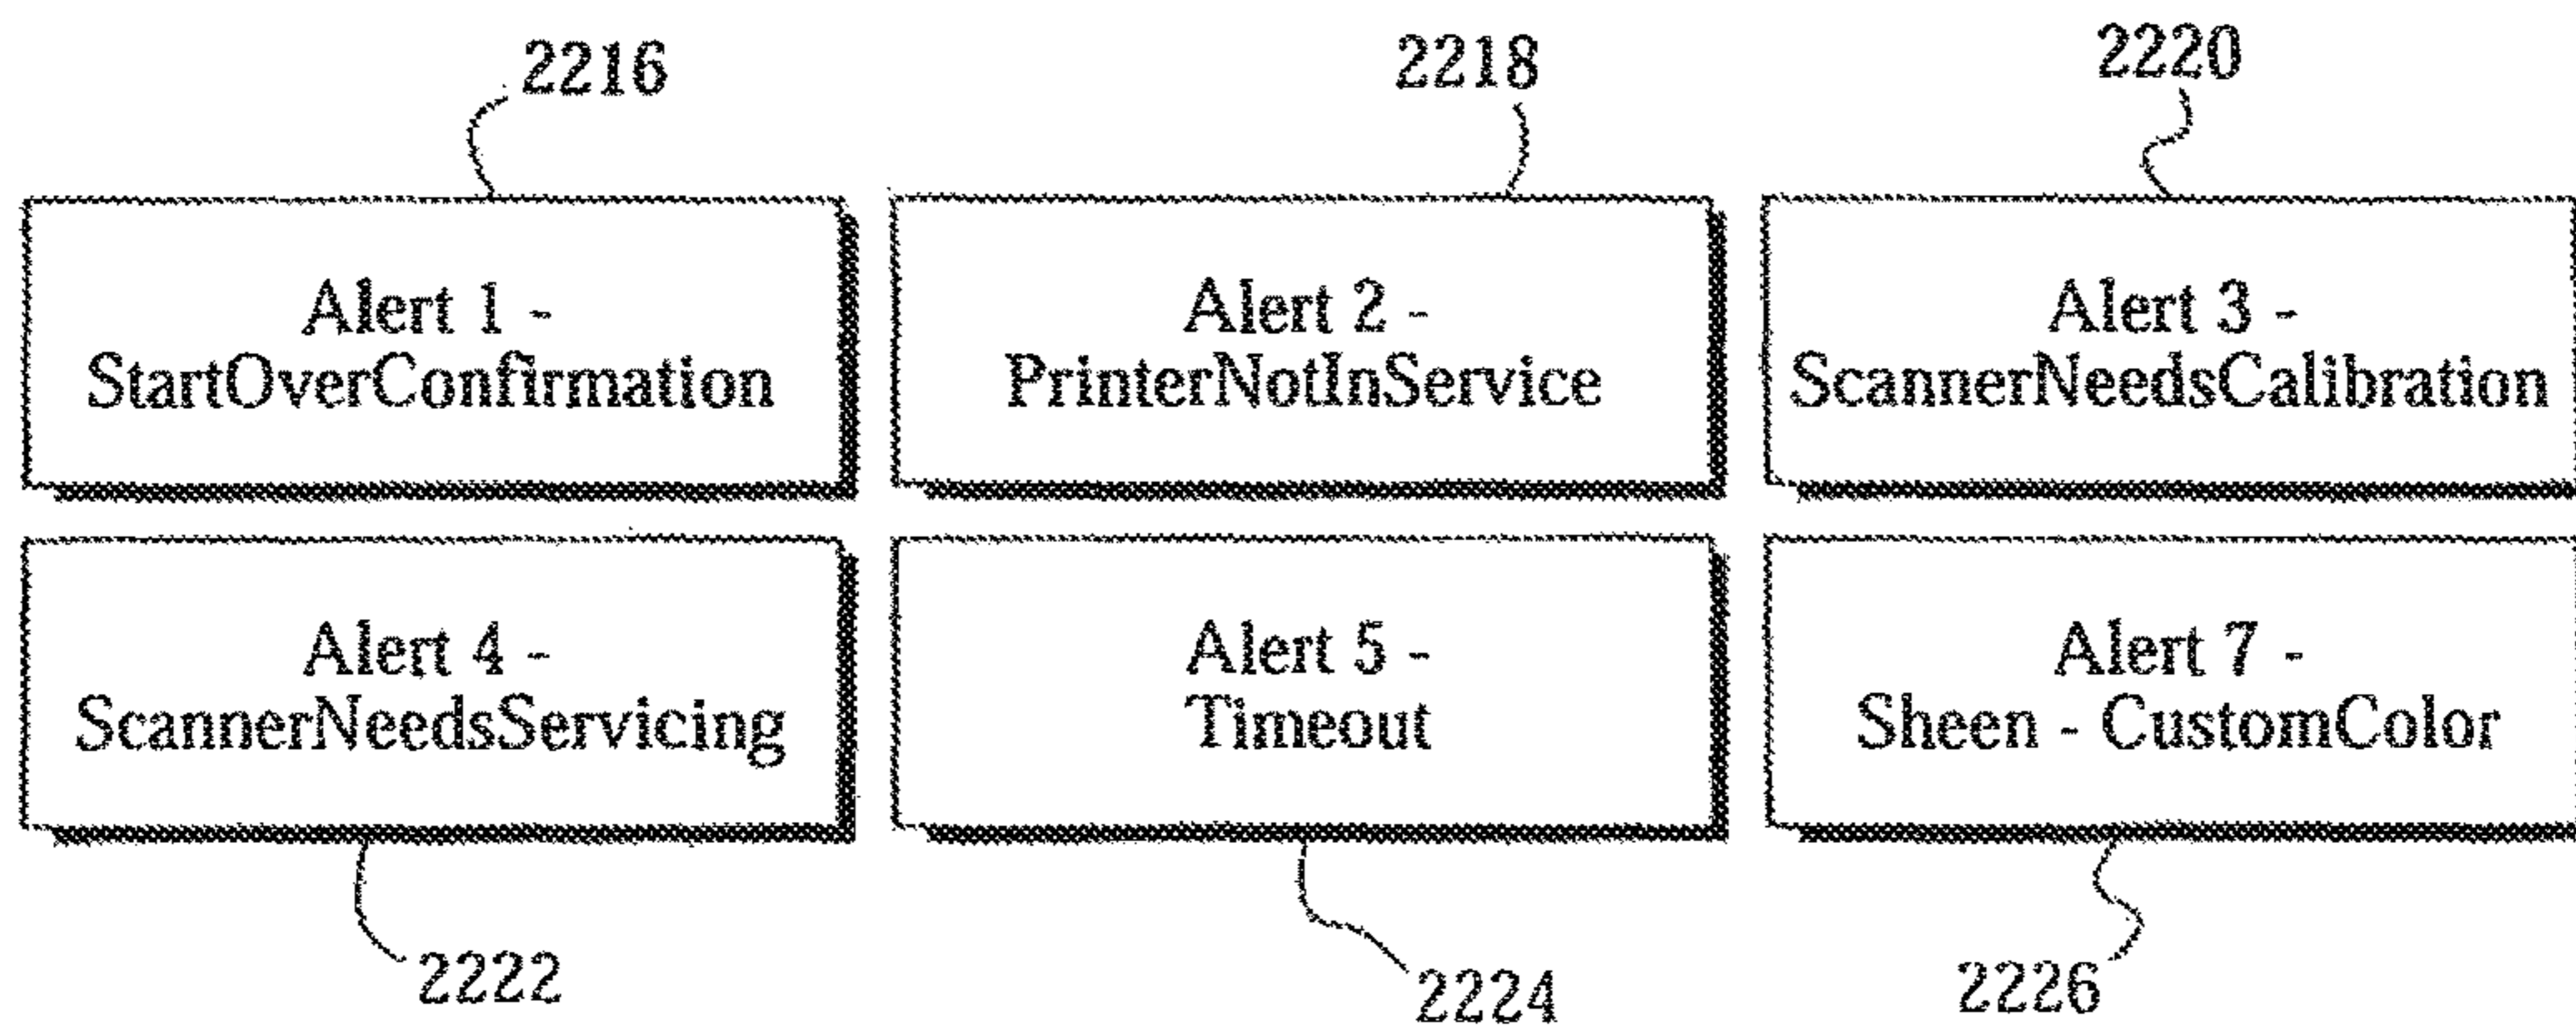 2216
2218
2220
Alert 1 -
StartOverConfirmation
Alert 2 -
PrinterNotInService
Alert 3 -
ScannerNeedsCalibration
Alert 4 -
ScannerNeedsServicing
Alert 5 -
Timeout
Alert 7 -
Sheen - CustomColor
2222
2224
2226